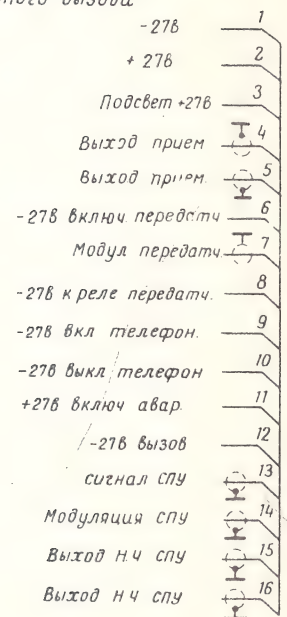 вызова
-27В 1
+ 27В 2
Подсвет +27В 3
Выход прием 4
Выход прием. 5
-27В включ передатч 6
Модул передатч. 7
-27В к реле передатч. 8
-27В вкл телефон. 9
-27В выкл телефон 10
+27В включ авар. 11
-27В вызов 12
сигнал СПУ 13
Модуляция СПУ 14
Выход Н.Ч СПУ 15
Выход Н Ч СПУ 16